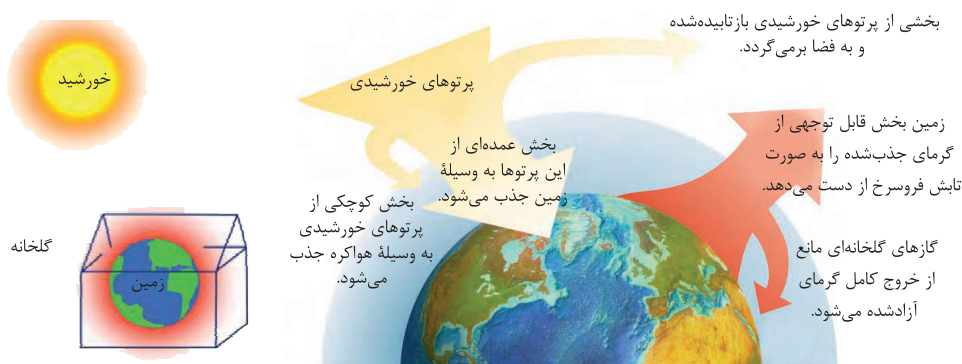 بخشی از پرتوهای خورشیدی بازتابیده‌شده
و به فضا برمی‌گردد.
خورشید
پرتوهای خورشیدی
زمین بخش قابل توجهی از
گرمای جذب‌شده را به صورت
تابش فروسرخ از دست می‌دهد.
بخش عمده‌ای از
این پرتوها به وسیلهٔ
زمین جذب می‌شود.
بخش کوچکی از
پرتوهای خورشیدی
به وسیلهٔ هواکره جذب
می‌شود.
گازهای گلخانه‌ای مانع
از خروج کامل گرمای
آزادشده می‌شود.
گلخانه
زمین